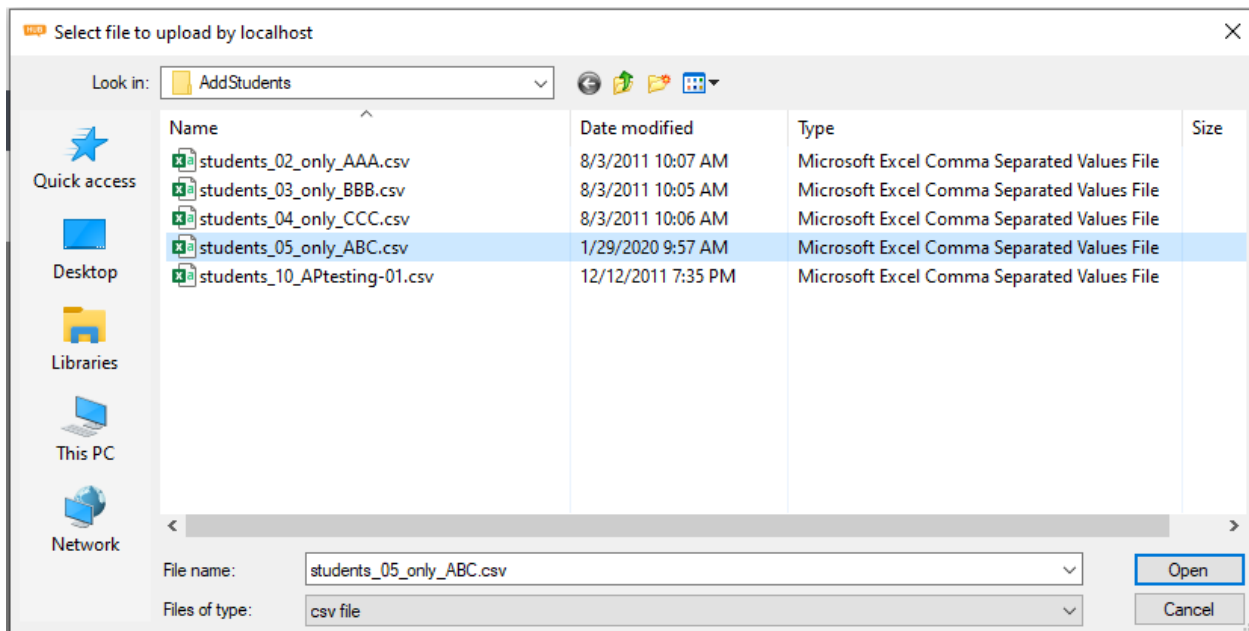 HUB Select file to upload by localhost
Look in: AddStudents
Name Date modified Type Size
students_02_only_AAA.csv 8/3/2011 10:07 AM Microsoft Excel Comma Separated Values File
students_03_only_BBB.csv 8/3/2011 10:05 AM Microsoft Excel Comma Separated Values File
students_04_only_CCC.csv 8/3/2011 10:06 AM Microsoft Excel Comma Separated Values File
students_05_only_ABC.csv 1/29/2020 9:57 AM Microsoft Excel Comma Separated Values File
students_10_APtesting-01.csv 12/12/2011 7:35 PM Microsoft Excel Comma Separated Values File
Quick access
Desktop
Libraries
This PC
Network
File name: students_05_only_ABC.csv Open
Files of type: csv file Cancel